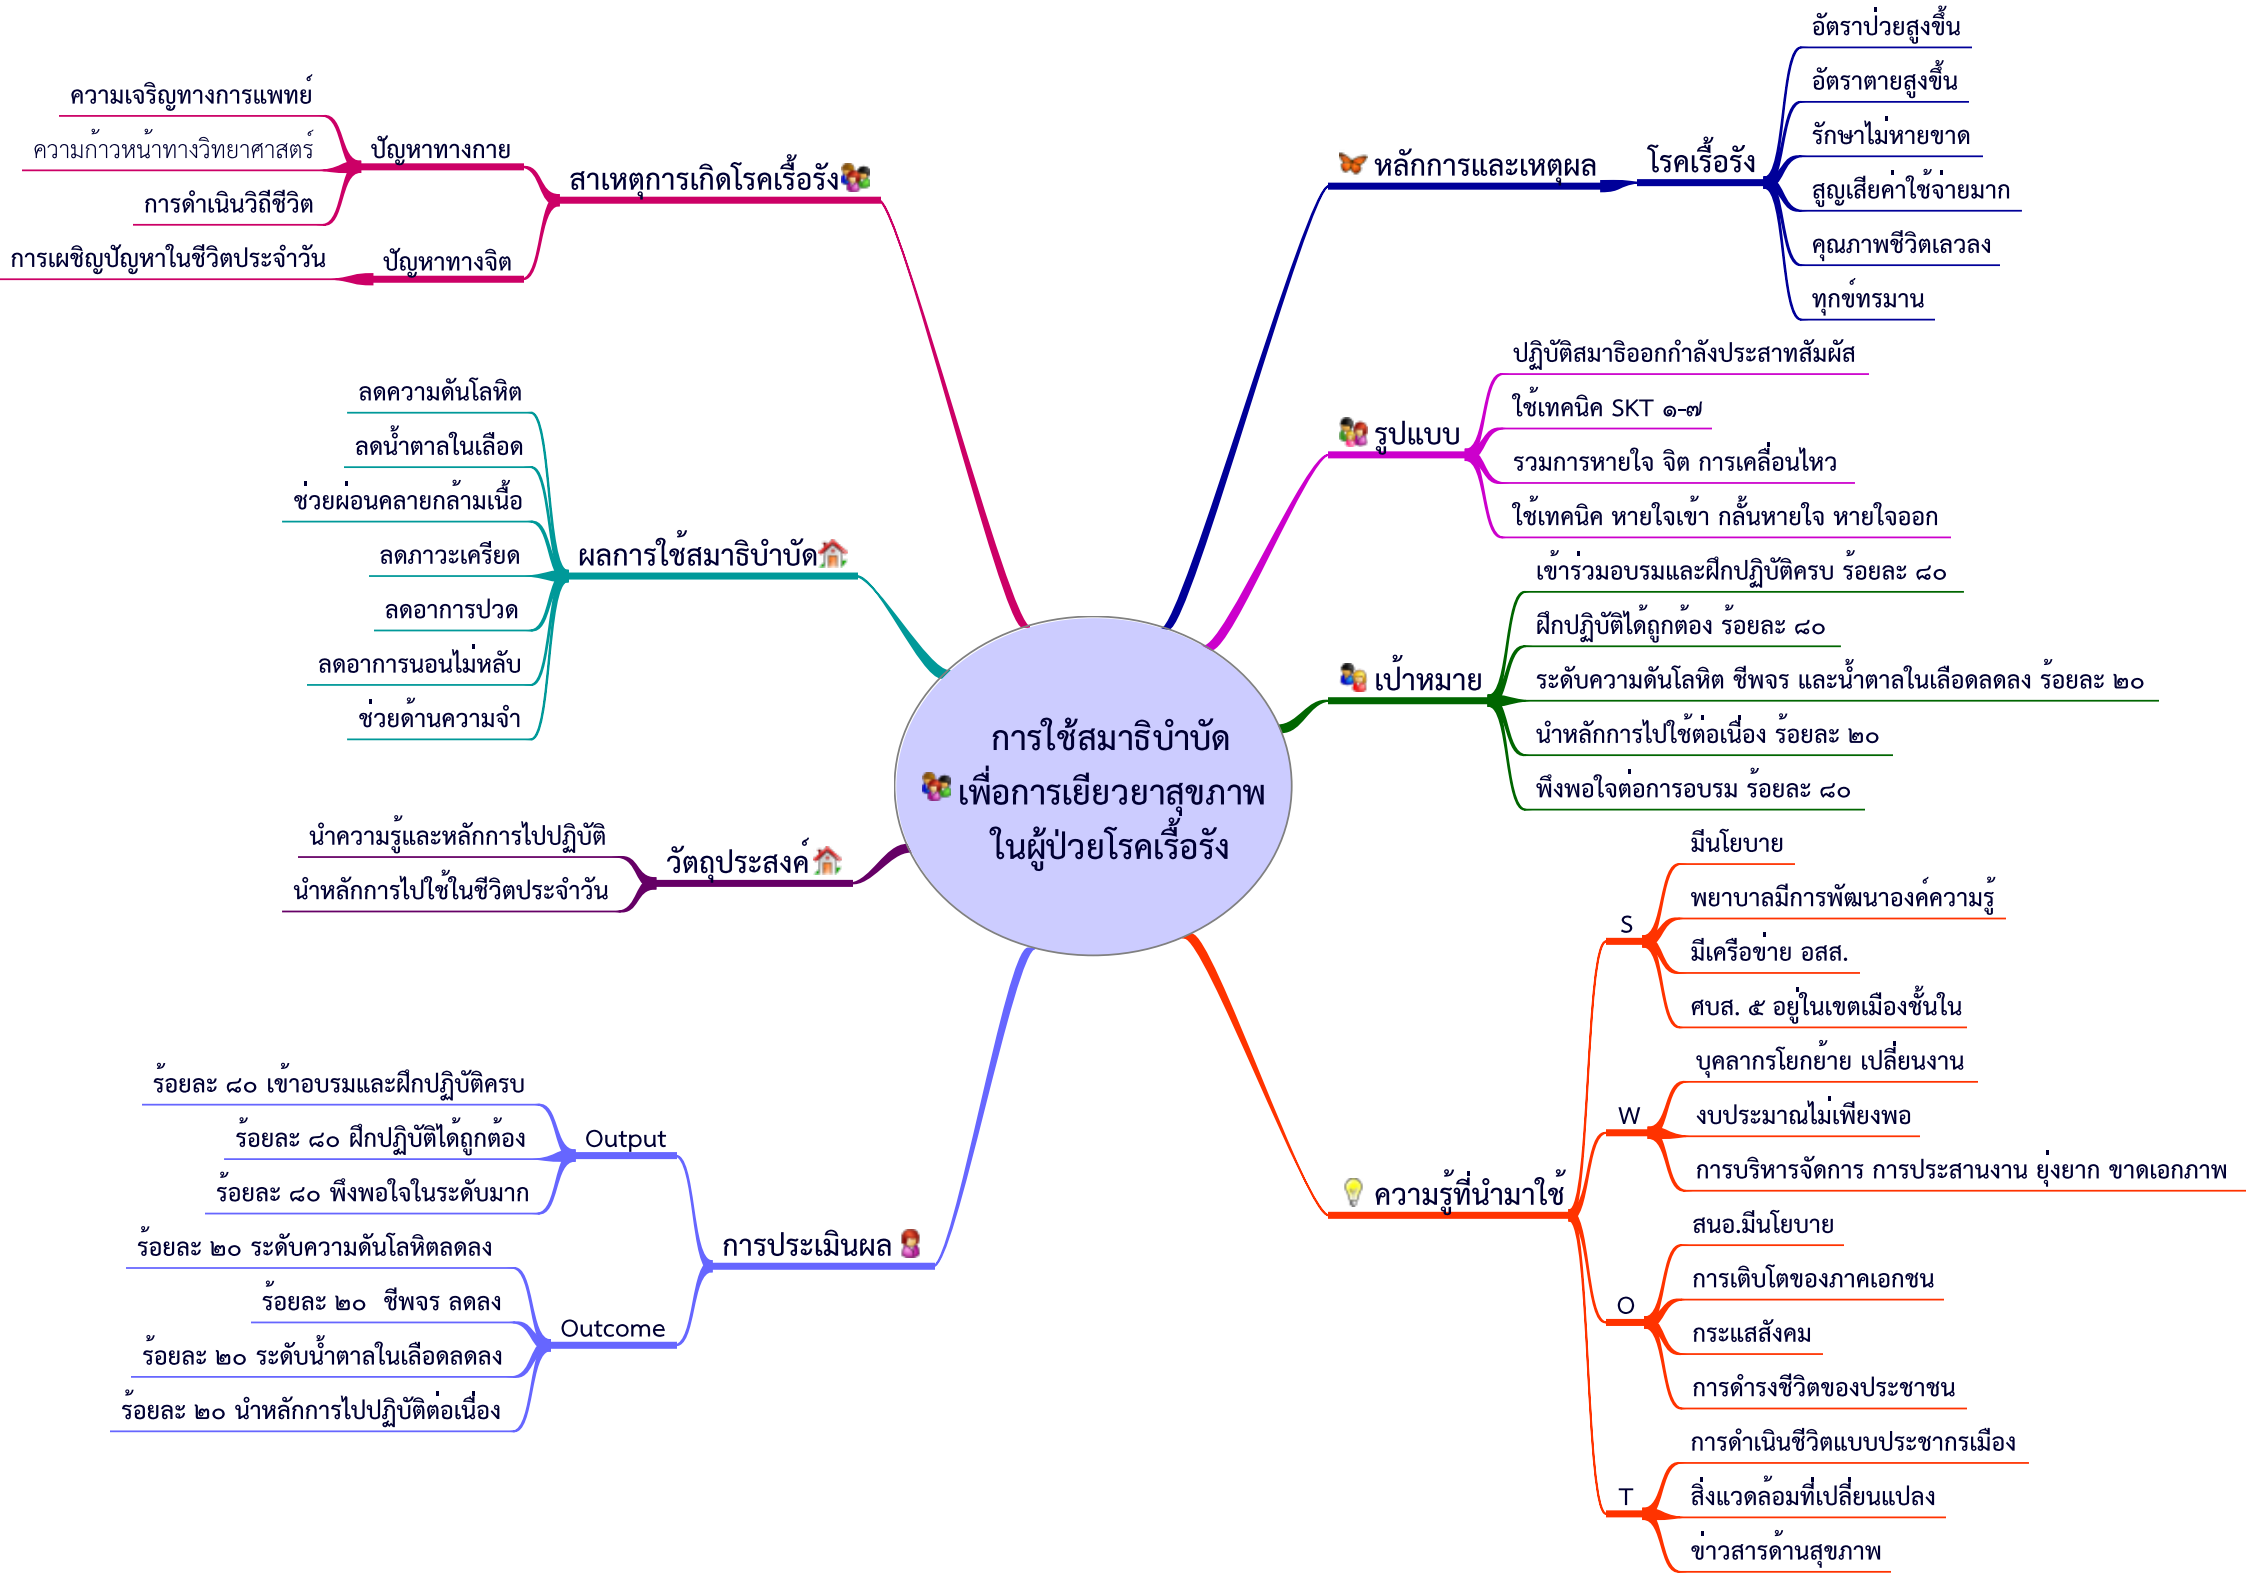 การใช้สมาธิบำบัด
เพื่อการเยียวยาสุขภาพ
ในผู้ป่วยโรคเรื้อรัง
หลักการและเหตุผล
โรคเรื้อรัง
อัตราป่วยสูงขึ้น
อัตราตายสูงขึ้น
รักษาไม่หายขาด
สูญเสียค่าใช้จ่ายมาก
คุณภาพชีวิตเลวลง
ทุกข์ทรมาน
รูปแบบ
ปฏิบัติสมาธิออกกำลังประสาทสัมผัส
ใช้เทคนิค SKT ๑-๗
รวมการหายใจ จิต การเคลื่อนไหว
ใช้เทคนิค หายใจเข้า กลั้นหายใจ หายใจออก
เป้าหมาย
เข้าร่วมอบรมและฝึกปฏิบัติครบ ร้อยละ ๘๐
ฝึกปฏิบัติได้ถูกต้อง ร้อยละ ๘๐
ระดับความดันโลหิต ชีพจร และน้ำตาลในเลือดลดลง ร้อยละ ๒๐
นำหลักการไปใช้ต่อเนื่อง ร้อยละ ๒๐
พึงพอใจต่อการอบรม ร้อยละ ๘๐
ความรู้ที่นำมาใช้
S
มีนโยบาย
พยาบาลมีการพัฒนาองค์ความรู้
มีเครือข่าย อสส.
ศบส. ๕ อยู่ในเขตเมืองชั้นใน
W
บุคลากรโยกย้าย เปลี่ยนงาน
งบประมาณไม่เพียงพอ
การบริหารจัดการ การประสานงาน ยุ่งยาก ขาดเอกภาพ
O
สนอ.มีนโยบาย
การเติบโตของภาคเอกชน
กระแสสังคม
การดำรงชีวิตของประชาชน
T
การดำเนินชีวิตแบบประชากรเมือง
สิ่งแวดล้อมที่เปลี่ยนแปลง
ข่าวสารด้านสุขภาพ
สาเหตุการเกิดโรคเรื้อรัง
ปัญหาทางกาย
ความเจริญทางการแพทย์
ความก้าวหน้าทางวิทยาศาสตร์
การดำเนินวิถีชีวิต
ปัญหาทางจิต
การเผชิญปัญหาในชีวิตประจำวัน
ผลการใช้สมาธิบำบัด
ลดความดันโลหิต
ลดน้ำตาลในเลือด
ช่วยผ่อนคลายกล้ามเนื้อ
ลดภาวะเครียด
ลดอาการปวด
ลดอาการนอนไม่หลับ
ช่วยด้านความจำ
วัตถุประสงค์
นำความรู้และหลักการไปปฏิบัติ
นำหลักการไปใช้ในชีวิตประจำวัน
การประเมินผล
Output
ร้อยละ ๘๐ เข้าอบรมและฝึกปฏิบัติครบ
ร้อยละ ๘๐ ฝึกปฏิบัติได้ถูกต้อง
ร้อยละ ๘๐ พึงพอใจในระดับมาก
Outcome
ร้อยละ ๒๐ ระดับความดันโลหิตลดลง
ร้อยละ ๒๐ ชีพจร ลดลง
ร้อยละ ๒๐ ระดับน้ำตาลในเลือดลดลง
ร้อยละ ๒๐ นำหลักการไปปฏิบัติต่อเนื่อง